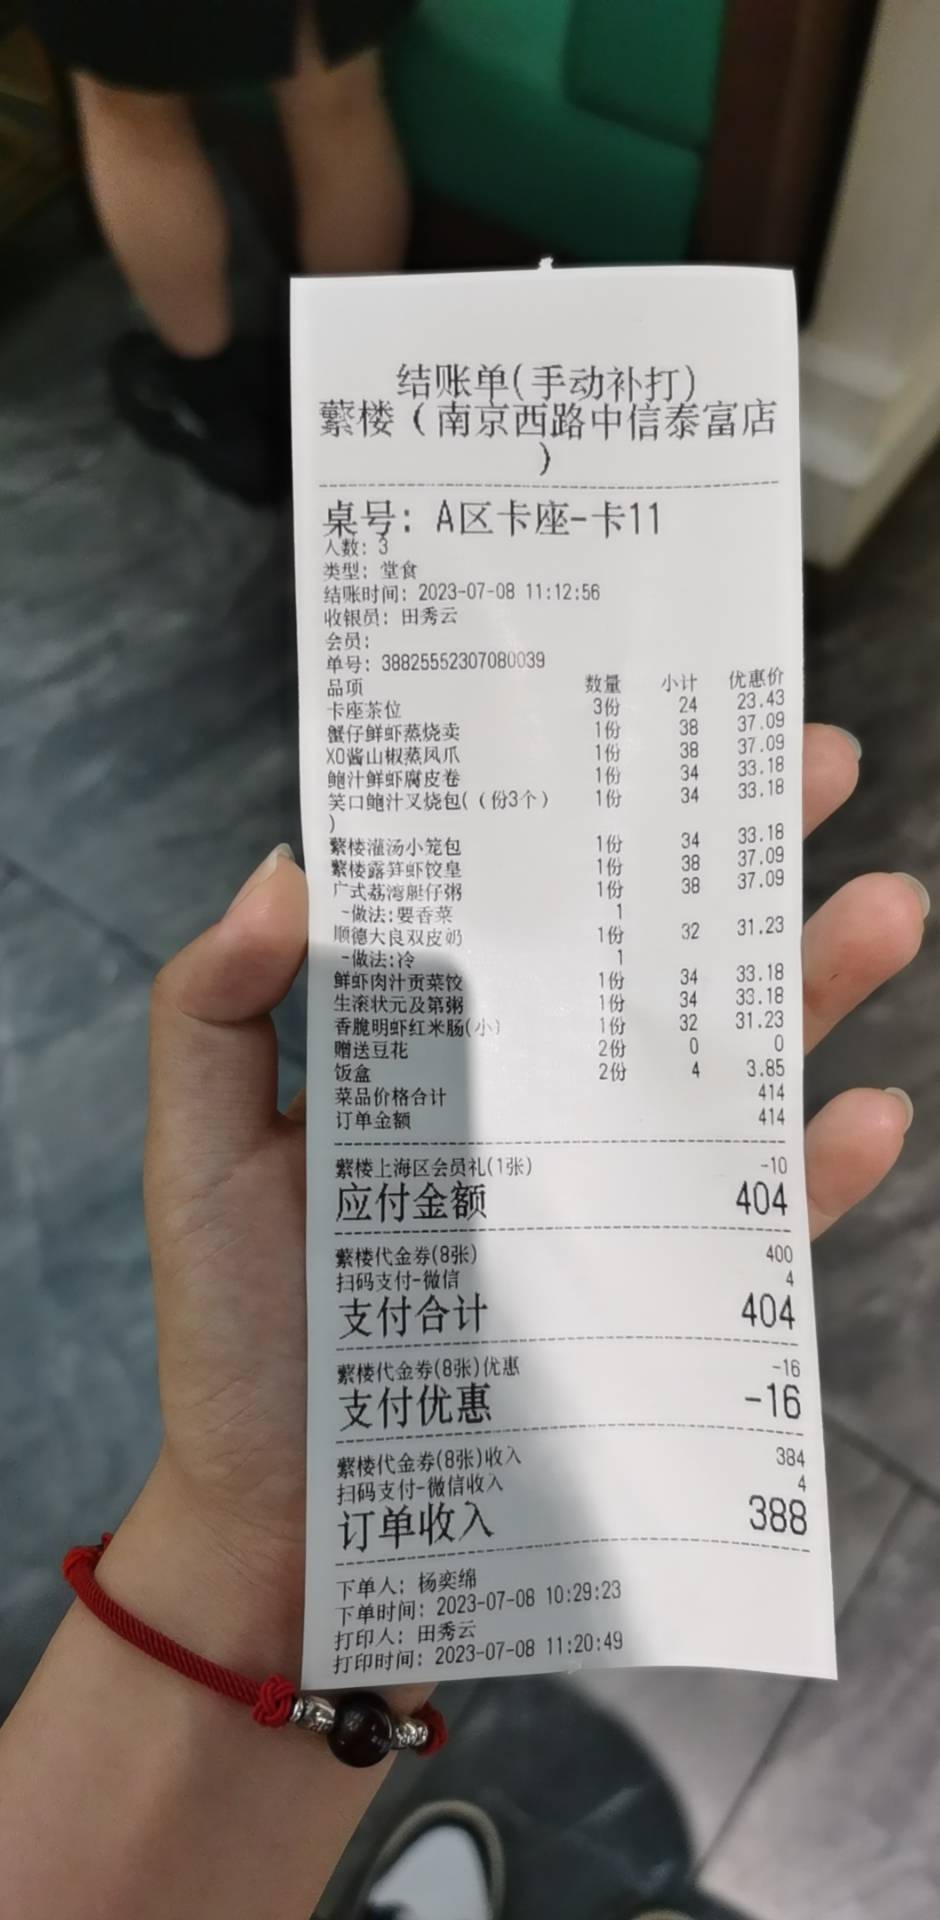 结账单(手动补打)
蘩楼（南京西路中信泰富店
）
桌号: A区卡座-卡11
人数: 3
类型: 堂食
结账时间: 2023-07-08 11:12:56
收银员: 田秀云
会员:
单号: 38825552307080039
品项 数量 小计 优惠价
卡座茶位 3份 24 23.43
蟹仔鲜虾蒸烧卖 1份 38 37.09
XO酱山椒蒸凤爪 1份 38 37.09
鲍汁鲜虾腐皮卷 1份 34 33.18
笑口鲍汁叉烧包(（份3个） 1份 34 33.18
)
蘩楼灌汤小笼包 1份 34 33.18
蘩楼露笋虾饺皇 1份 38 37.09
广式荔湾艇仔粥 1份 38 37.09
-做法:要香菜 1
顺德大良双皮奶 1份 32 31.23
-做法:冷 1
鲜虾肉汁贡菜饺 1份 34 33.18
生滚状元及第粥 1份 34 33.18
香脆明虾红米肠(小) 1份 32 31.23
赠送豆花 2份 0 0
饭盒 2份 4 3.85
菜品价格合计 414
订单金额 414
蘩楼上海区会员礼(1张) -10
应付金额 404
蘩楼代金券(8张) 400
扫码支付-微信 4
支付合计 404
蘩楼代金券(8张)优惠 -16
支付优惠 -16
蘩楼代金券(8张)收入 384
扫码支付-微信收入 4
订单收入 388
下单人: 杨奕绵
下单时间: 2023-07-08 10:29:23
打印人: 田秀云
打印时间: 2023-07-08 11:20:49